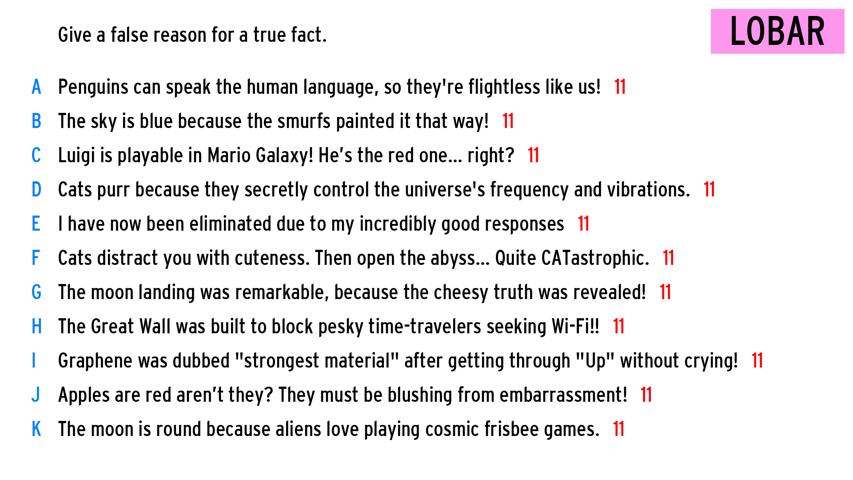 Give a false reason for a true fact.
LOBAR
A Penguins can speak the human language, so they're flightless like us! 11
B The sky is blue because the smurfs painted it that way! 11
C Luigi is playable in Mario Galaxy! He’s the red one... right? 11
D Cats purr because they secretly control the universe's frequency and vibrations. 11
E I have now been eliminated due to my incredibly good responses 11
F Cats distract you with cuteness. Then open the abyss... Quite CATastrophic. 11
G The moon landing was remarkable, because the cheesy truth was revealed! 11
H The Great Wall was built to block pesky time-travelers seeking Wi-Fi!! 11
I Graphene was dubbed "strongest material" after getting through "Up" without crying! 11
J Apples are red aren’t they? They must be blushing from embarrassment! 11
K The moon is round because aliens love playing cosmic frisbee games. 11